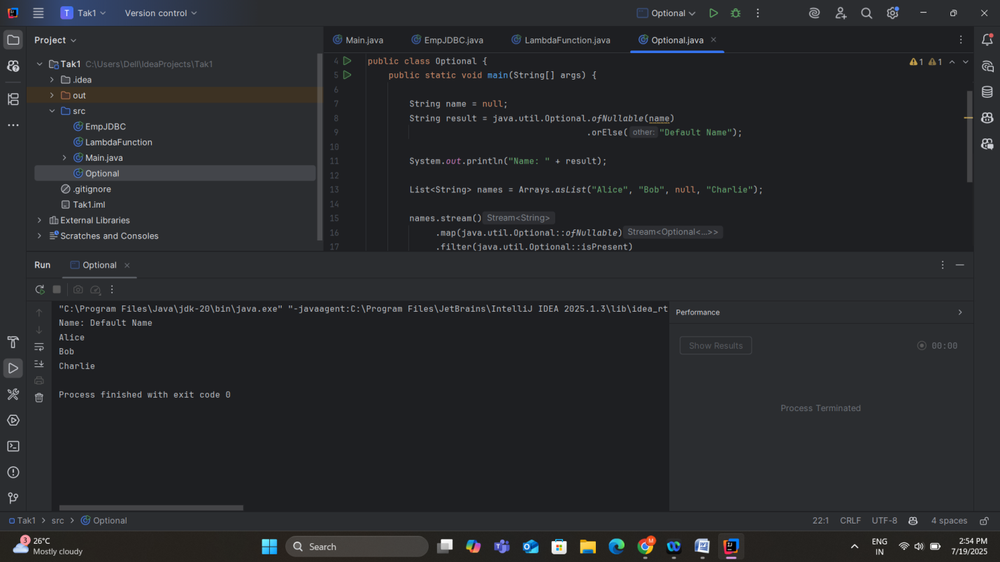 T Tak1 Version control Optional
Project
Main.java EmpJDBC.java LambdaFunction.java Optional.java
Tak1 C:\Users\Dell\IdeaProjects\Tak1
.idea
out
src
EmpJDBC
LambdaFunction
Main.java
Optional
.gitignore
Tak1.iml
External Libraries
Scratches and Consoles
1 1
4 public class Optional {
5 public static void main(String[] args) {
6
7 String name = null;
8 String result = java.util.Optional.ofNullable(name)
9 .orElse( other: "Default Name");
10
11 System.out.println("Name: " + result);
12
13 List<String> names = Arrays.asList("Alice", "Bob", null, "Charlie");
14
15 names.stream() Stream<String>
16 .map(java.util.Optional::ofNullable) Stream<Optional<...>>
17 .filter(java.util.Optional::isPresent)
Run Optional
"C:\Program Files\Java\jdk-20\bin\java.exe" "-javaagent:C:\Program Files\JetBrains\IntelliJ IDEA 2025.1.3\lib\idea_rt
Name: Default Name
Alice
Bob
Charlie
Process finished with exit code 0
Performance
Show Results 00:00
Process Terminated
Tak1 > src > Optional
22:1 CRLF UTF-8 4 spaces
3
26°C
Mostly cloudy
Search
M
ENG
IN
2:54 PM
7/19/2025